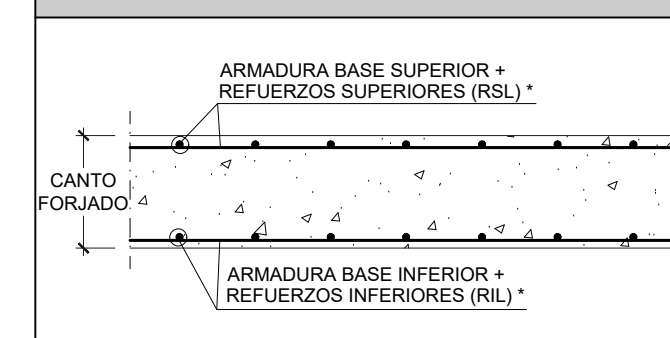 ARMADURA BASE SUPERIOR +
REFUERZOS SUPERIORES (RSL) *
CANTO
FORJADO
ARMADURA BASE INFERIOR +
REFUERZOS INFERIORES (RIL) *